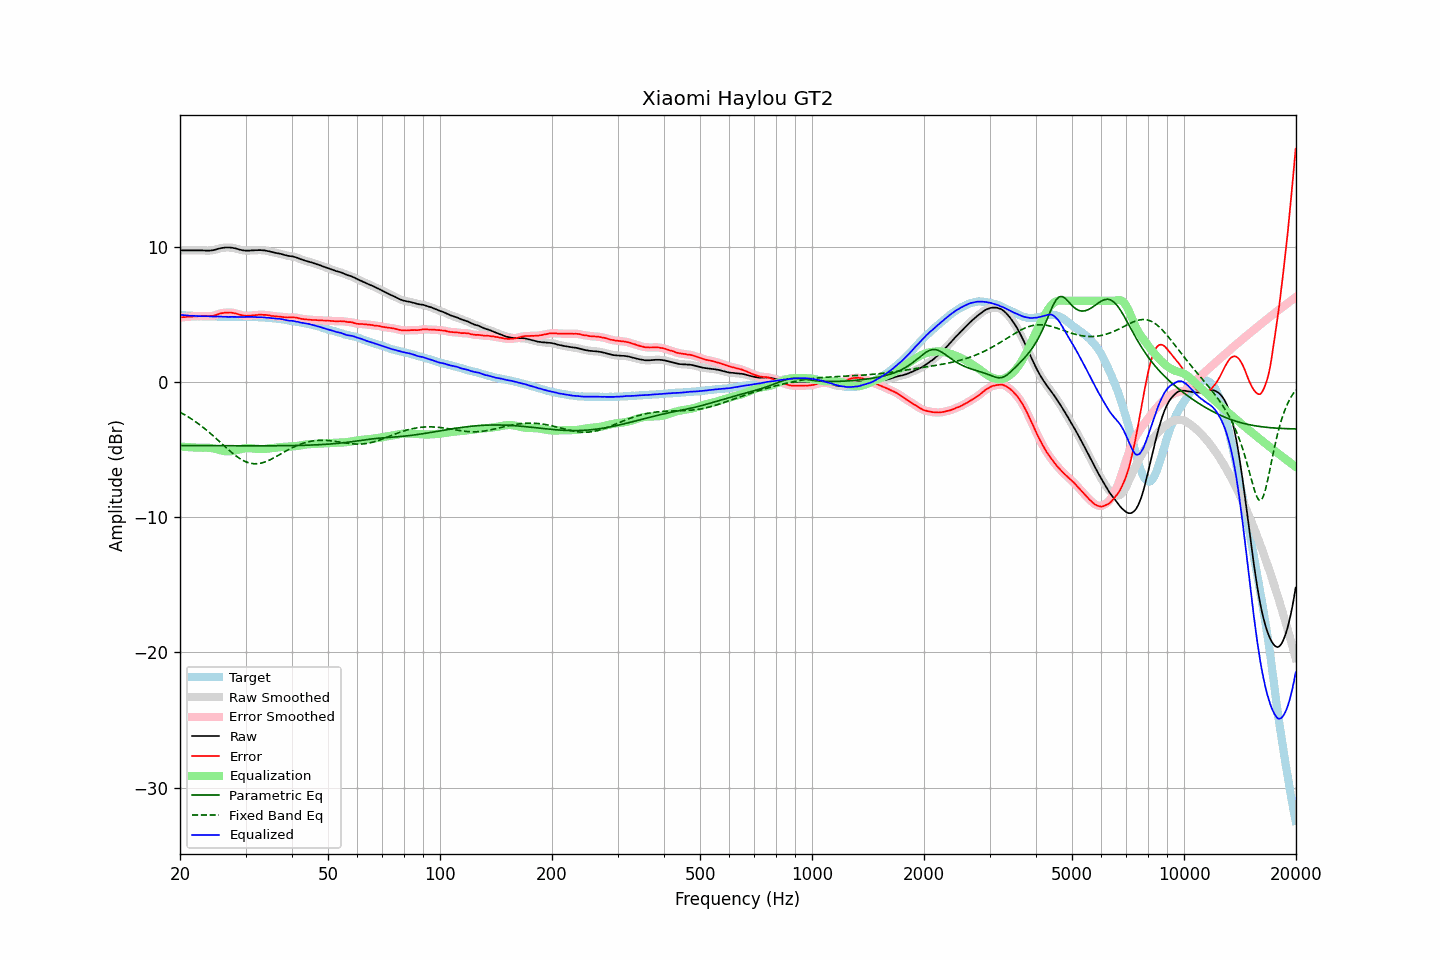 Xiaomi Haylou GT2
Amplitude (dBr)
10
0
−10
−20
−30
Target
Raw Smoothed
Error Smoothed
Raw
Error
Equalization
Parametric Eq
Fixed Band Eq
Equalized
20 50 100 200 500 1000 2000 5000 10000 20000
Frequency (Hz)